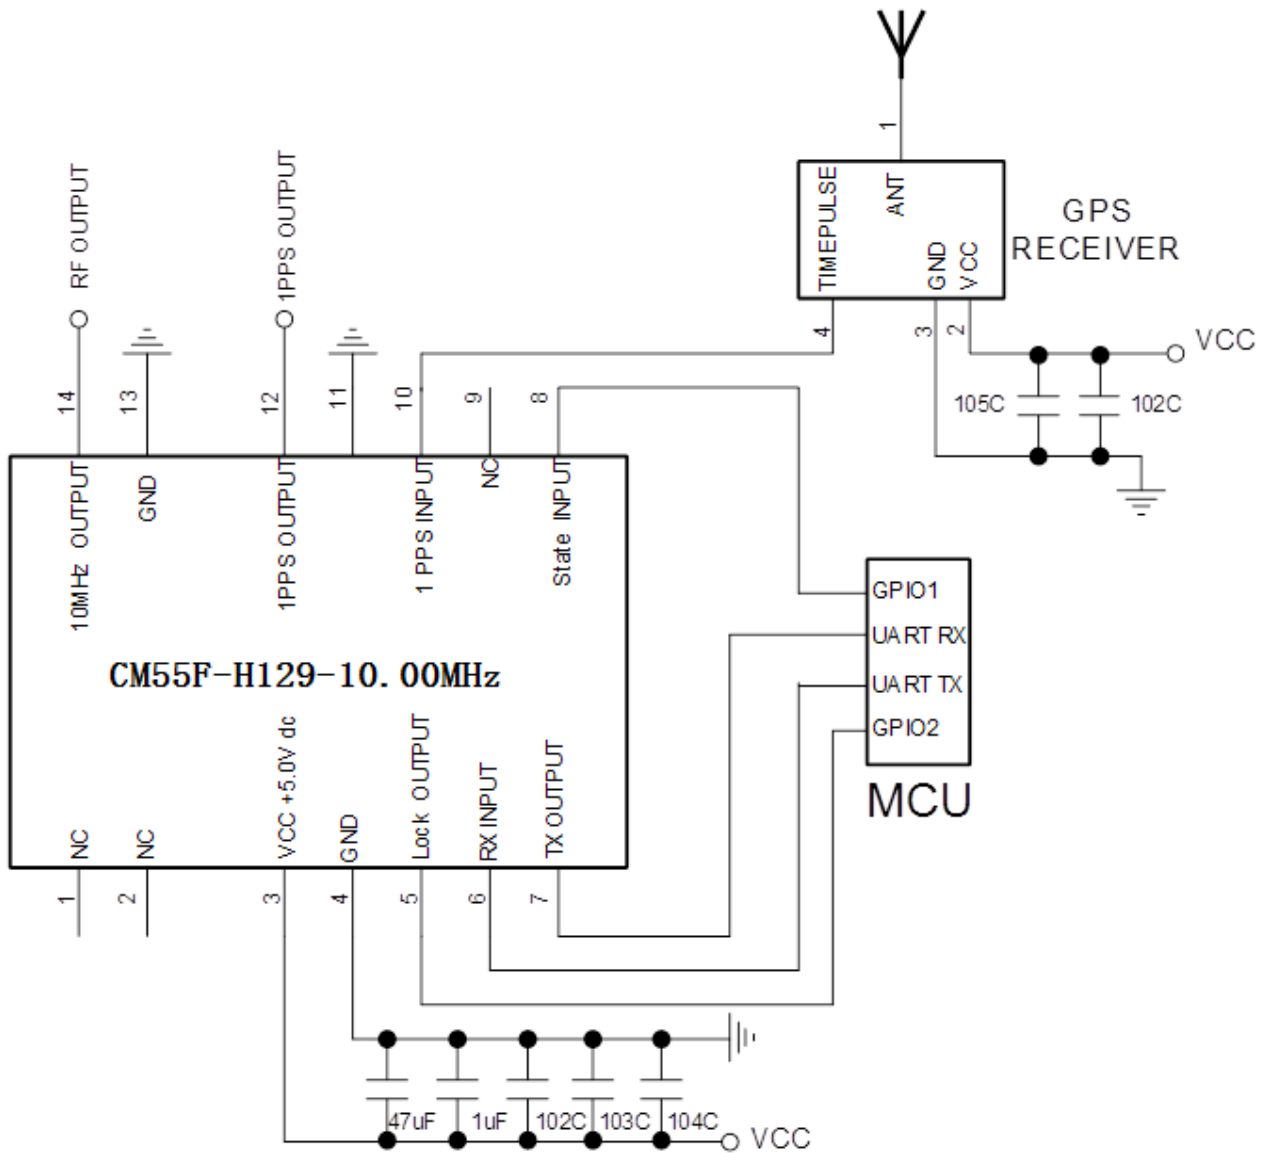 1
ANT
TIMEPULSE
GND
VCC
GPS
RECEIVER
4
3
2
VCC
105C
102C
RF OUTPUT
1PPS OUTPUT
14
13
12
11
10
9
8
10MHz OUTPUT
GND
1PPS OUTPUT
1 PPS INPUT
NC
State INPUT
CM55F-H129-10.00MHz
GPIO1
UART RX
UART TX
GPIO2
MCU
NC
NC
VCC +5.0V dc
GND
Lock OUTPUT
RX INPUT
TX OUTPUT
1
2
3
4
5
6
7
47uF
1uF
102C
103C
104C
VCC